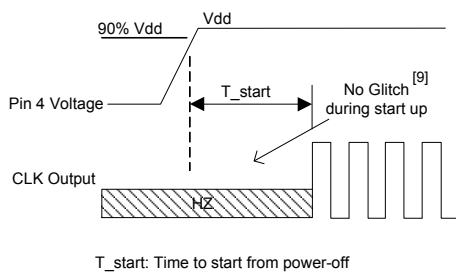 Vdd
90% Vdd
T_start
No Glitch [9]
during start up
Pin 4 Voltage
CLK Output
HZ
T_start: Time to start from power-off